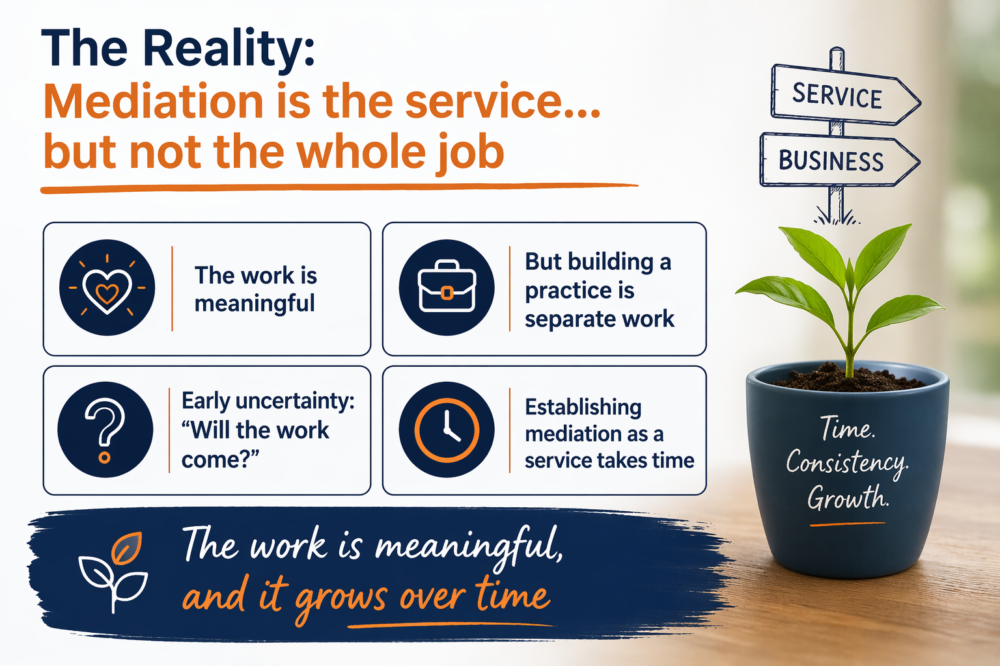 The Reality:
Mediation is the service...
but not the whole job
SERVICE
BUSINESS
The work is
meaningful
But building a
practice is
separate work
Early uncertainty:
“Will the work
come?”
Establishing
mediation as a
service takes time
Time.
Consistency.
Growth.
The work is meaningful,
and it grows over time